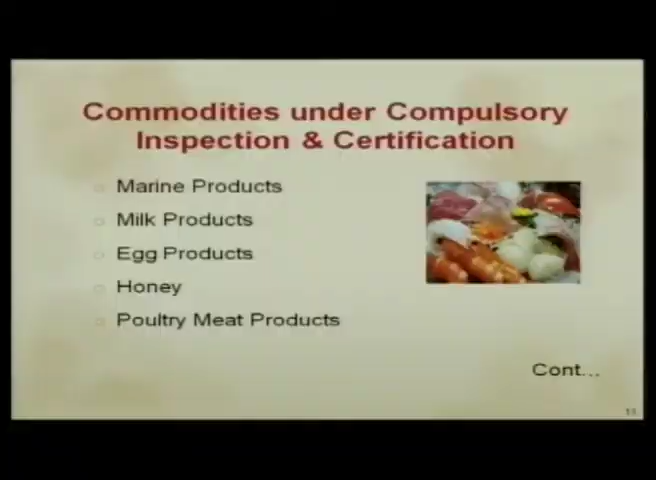 Commodities under Compulsory
Inspection & Certification
Marine Products
Milk Products
Egg Products
Honey
Poultry Meat Products
Cont...